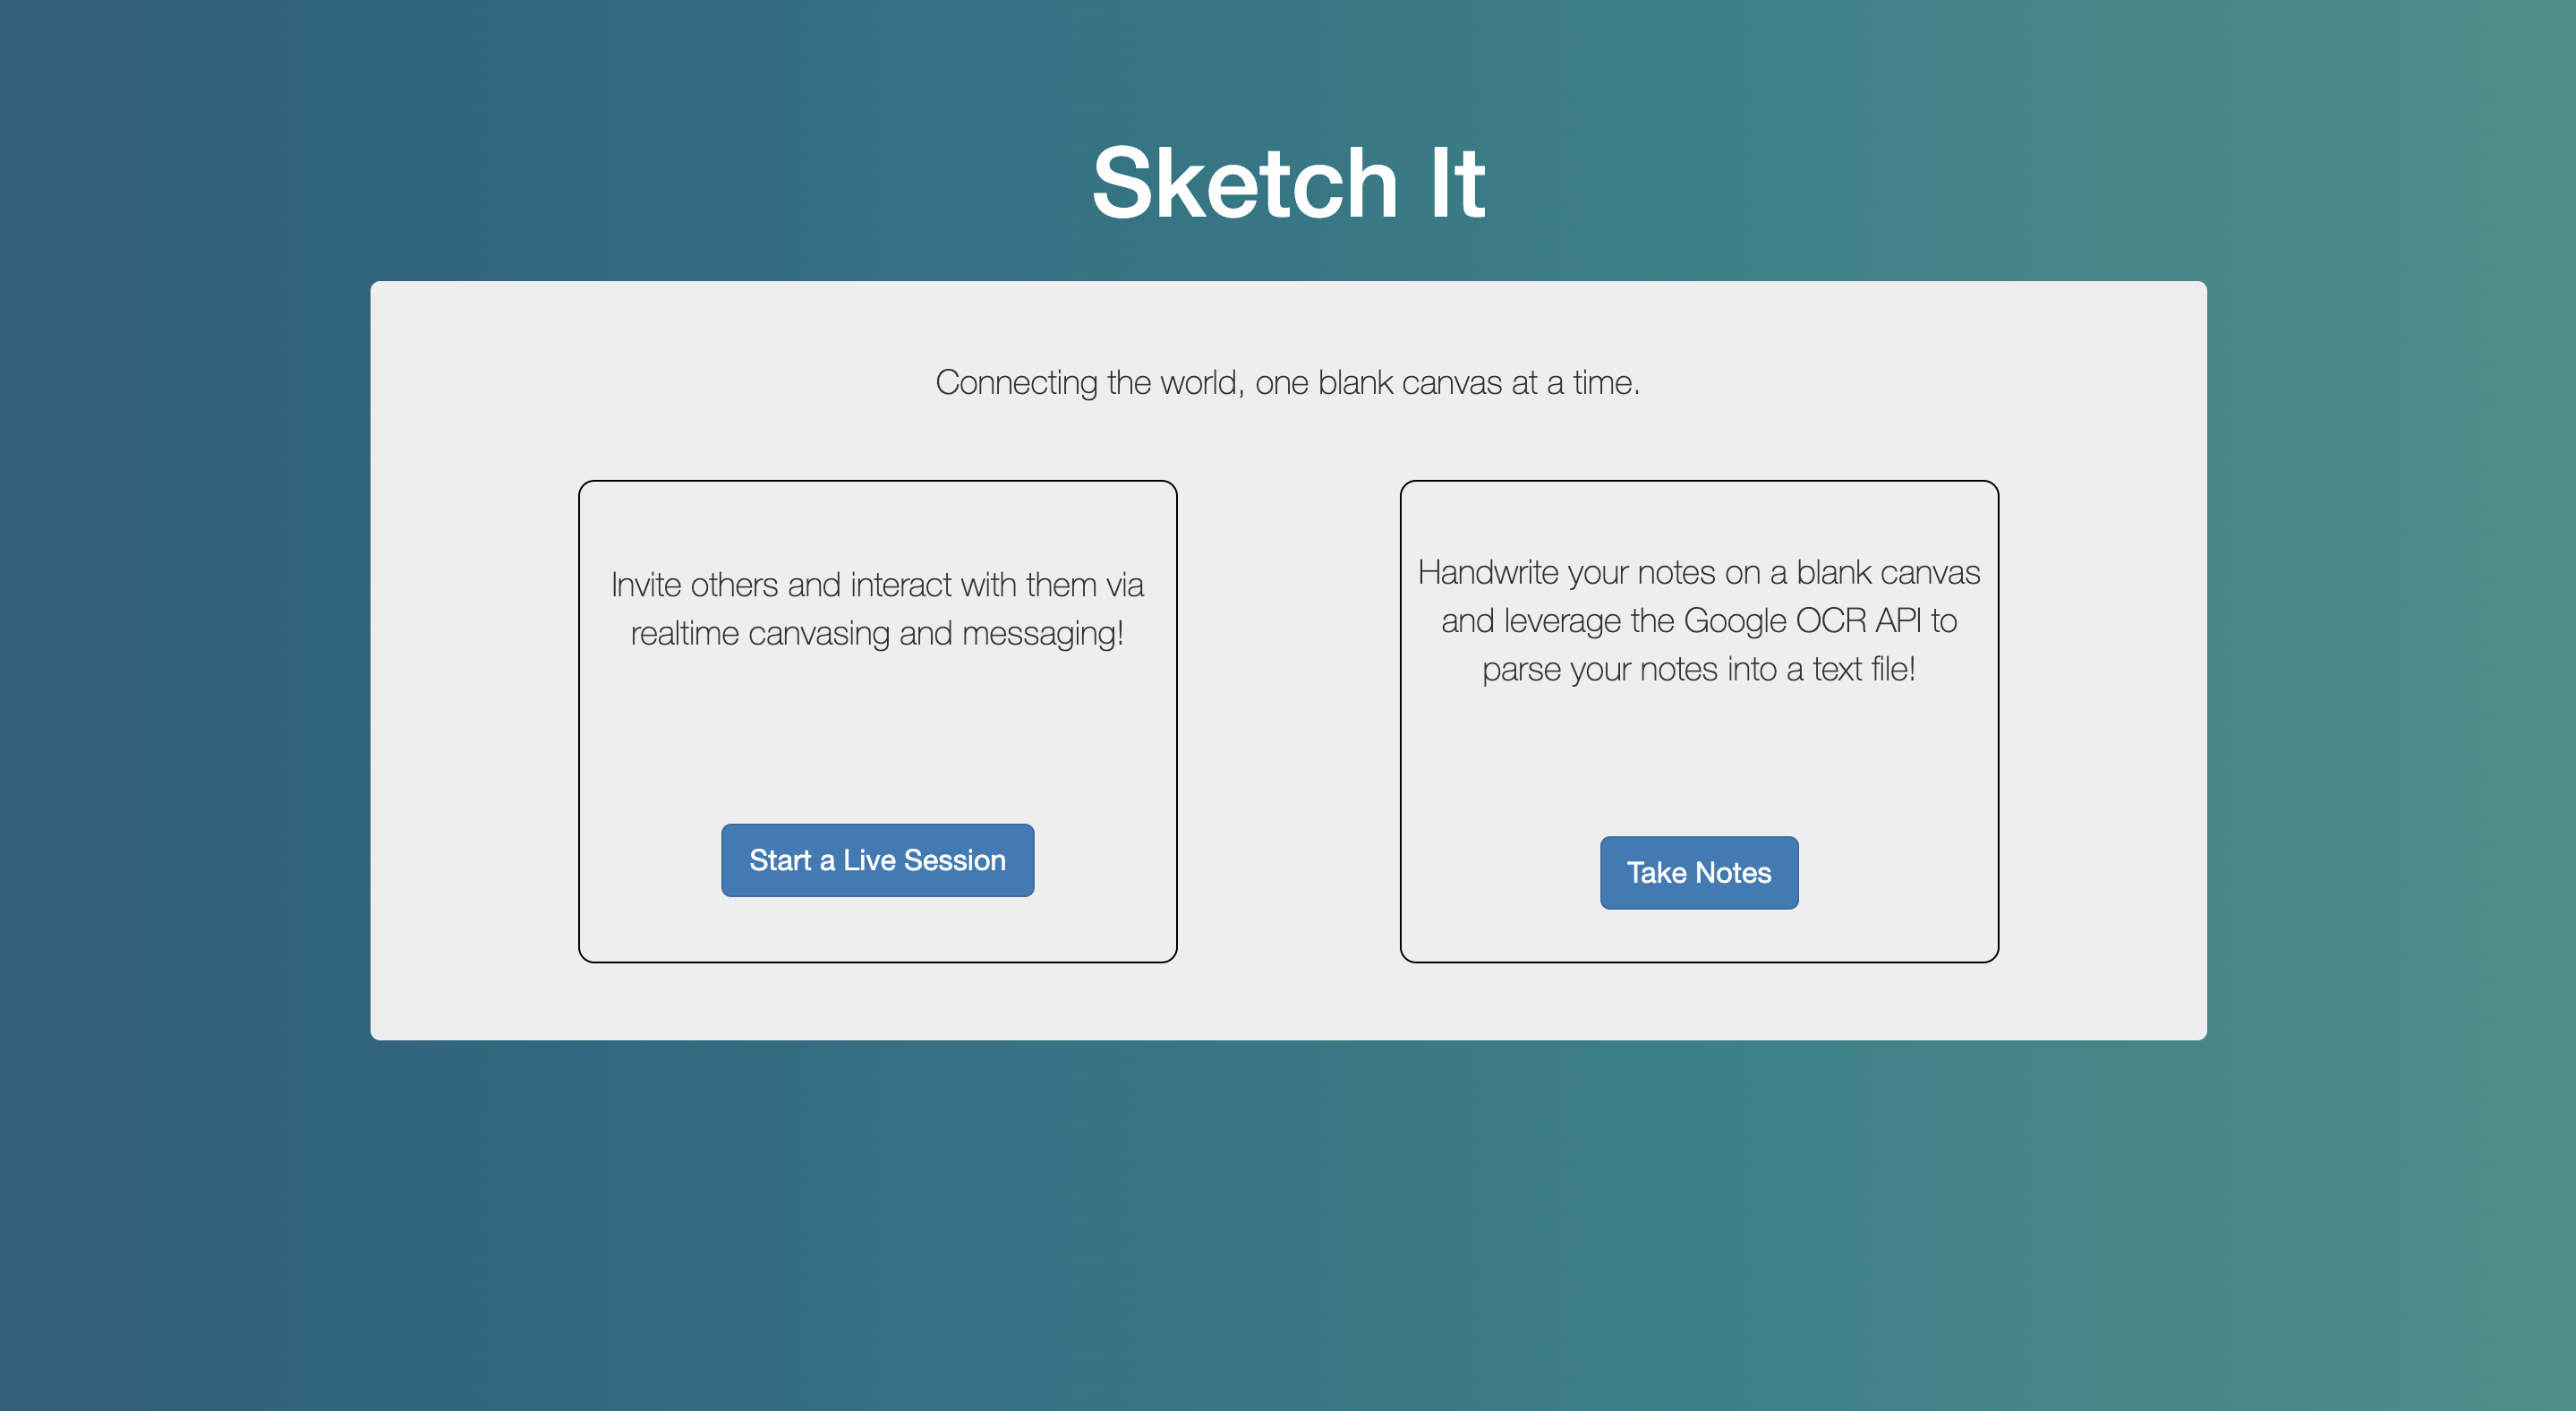 Sketch It
Connecting the world, one blank canvas at a time.
Invite others and interact with them via
realtime canvasing and messaging!
Start a Live Session
Handwrite your notes on a blank canvas
and leverage the Google OCR API to
parse your notes into a text file!
Take Notes